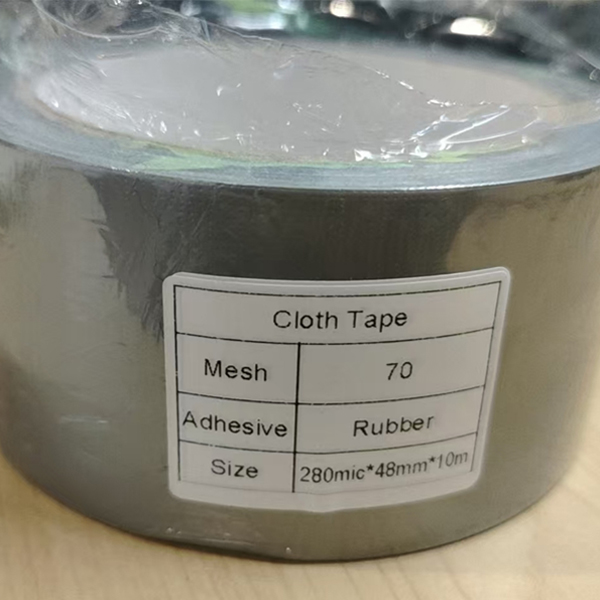 Cloth Tape
Mesh 70
Adhesive Rubber
Size 280mic*48mm*10m